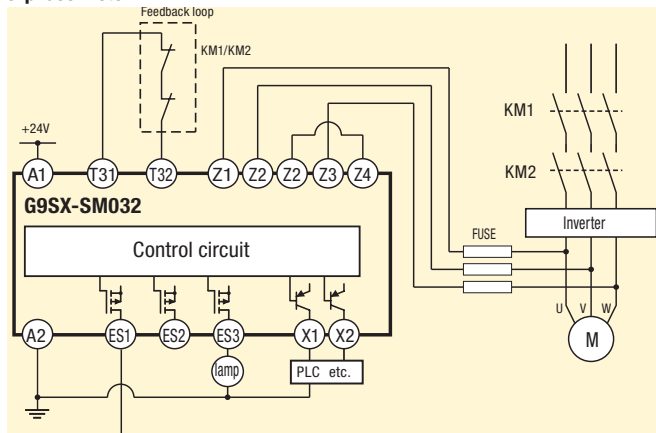 Feedback loop
KM1/KM2
+24V
KM1
KM2
A1 T31 T32 Z1 Z2 Z2 Z3 Z4
G9SX-SM032
Inverter
FUSE
Control circuit
U V W
M
A2 ES1 ES2 ES3 X1 X2
lamp
PLC etc.